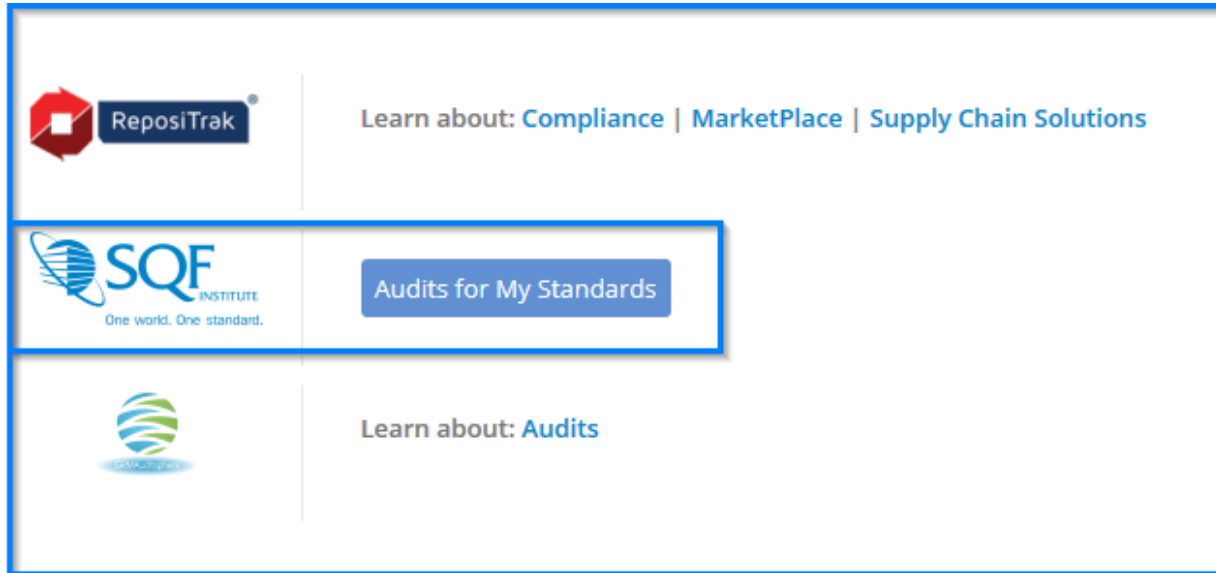 ReposiTrak®
Learn about: Compliance | MarketPlace | Supply Chain Solutions
SQF
INSTITUTE
One world. One standard.
Audits for My Standards
Learn about: Audits